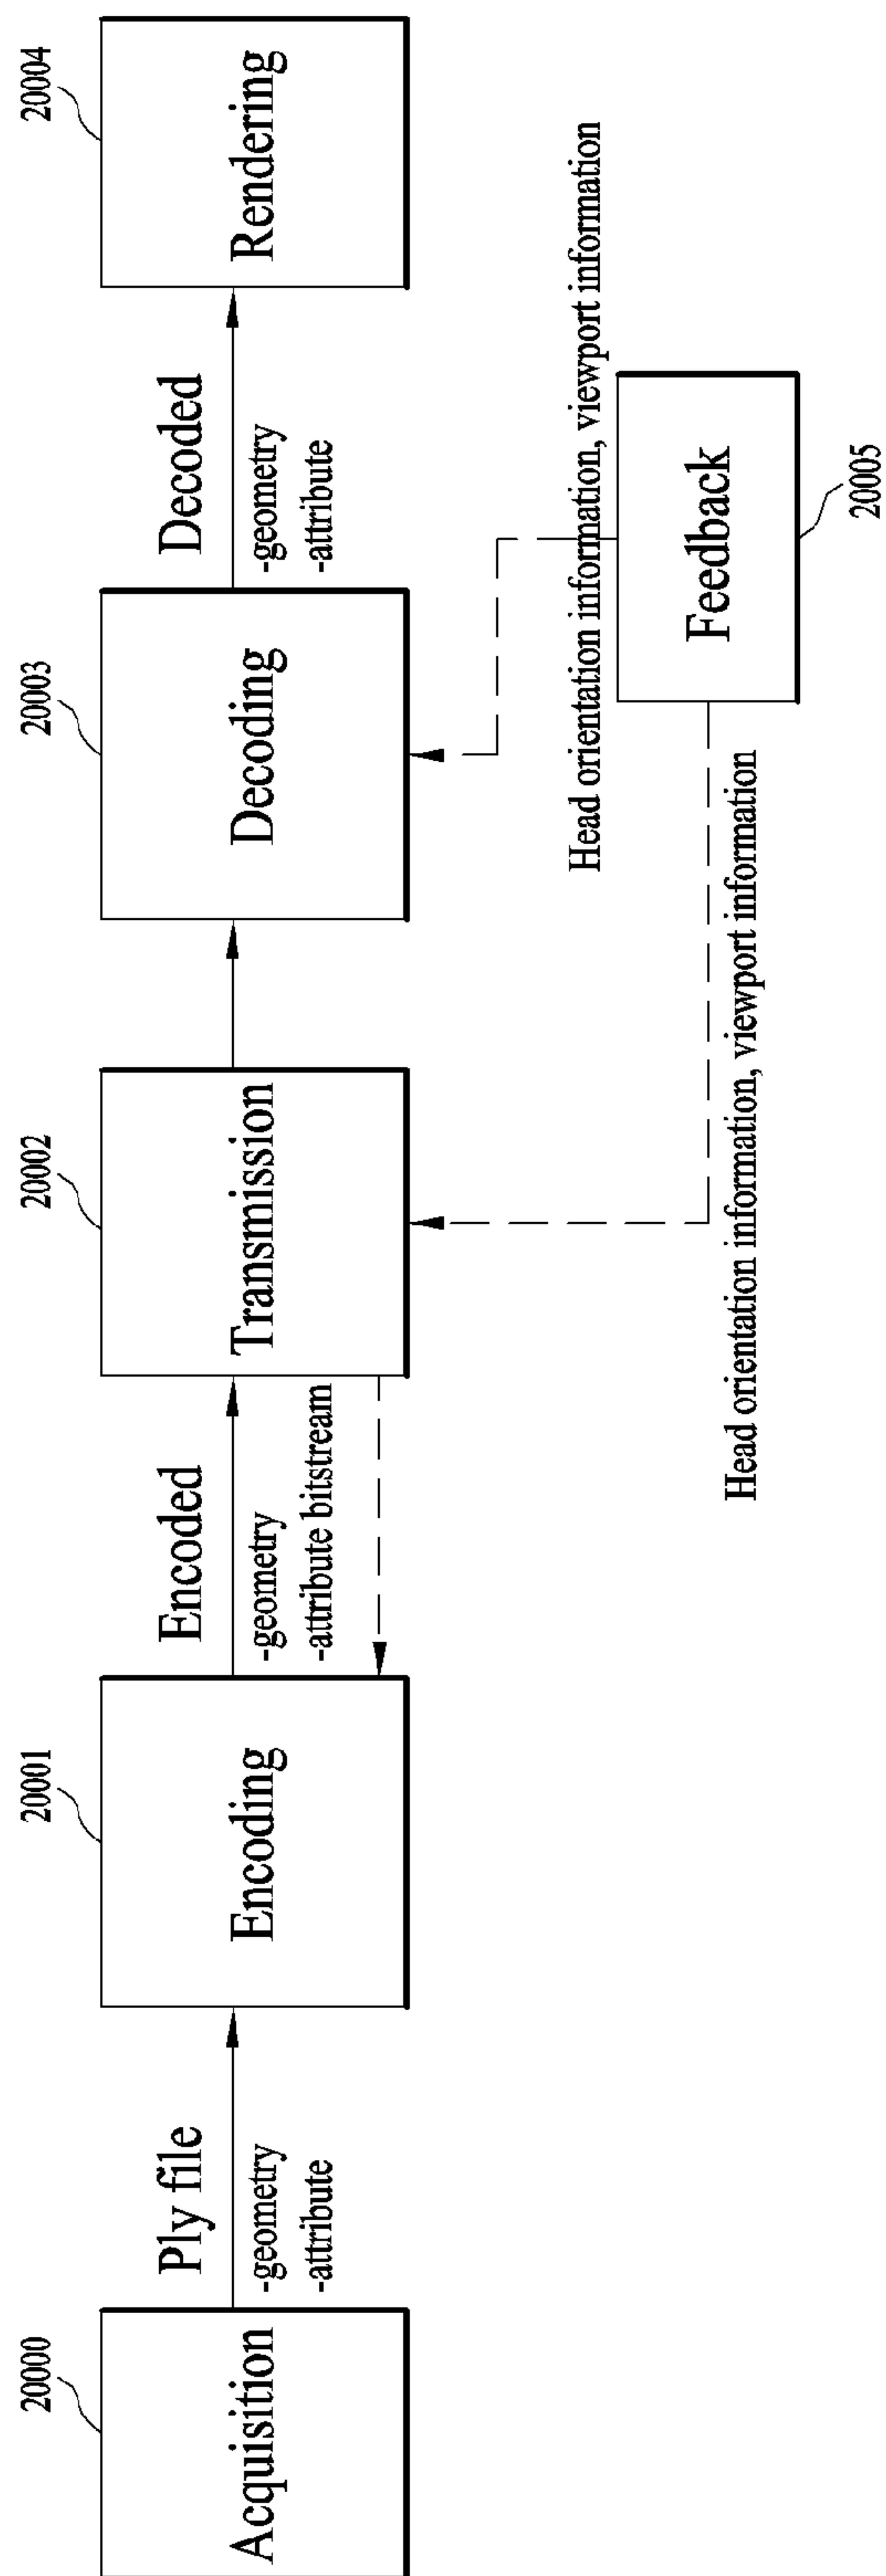 20000
Acquisition
Ply file
-geometry
-attribute
20001
Encoding
Encoded
-geometry
-attribute bitstream
20002
Transmission
20003
Decoding
Decoded
-geometry
-attribute
20004
Rendering
Head orientation information, viewport information
Feedback
20005
Head orientation information, viewport information